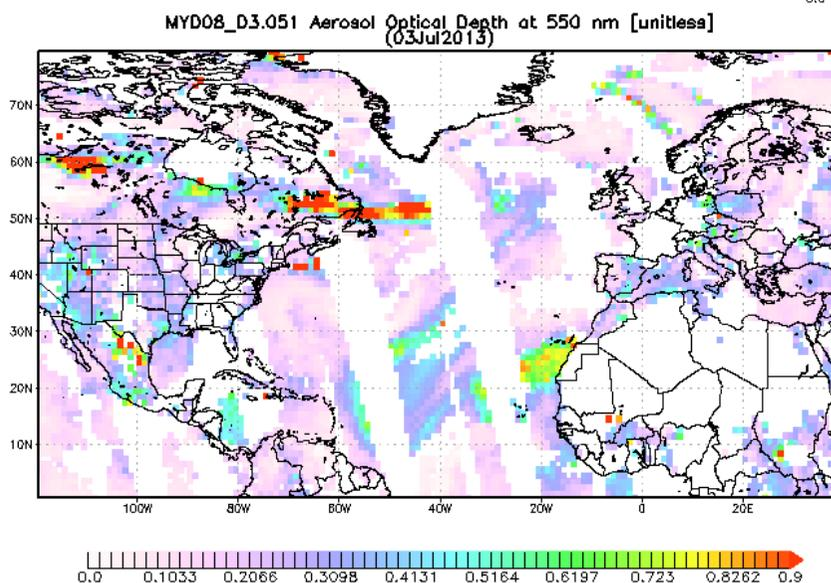 MYD08_D3.051 Aerosol Optical Depth at 550 nm [unitless]
(03Jul2013)
70N
60N
50N
40N
30N
20N
10N
100W 80W 60W 40W 20W 0 20E
0.0 0.1033 0.2066 0.3098 0.4131 0.5164 0.6197 0.723 0.8262 0.9